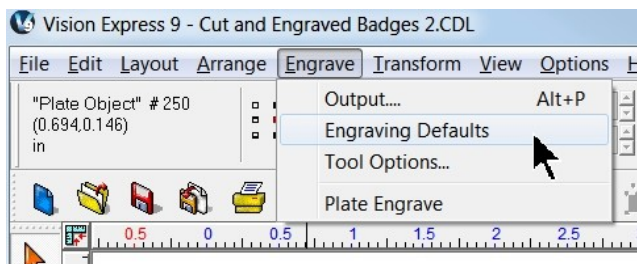 Vision Express 9 - Cut and Engraved Badges 2.CDL
File Edit Layout Arrange Engrave Transform View Options H
"Plate Object" # 250
(0.694,0.146)
in
Output.... Alt+P
Engraving Defaults
Tool Options...
Plate Engrave
0.5 0 0.5 1 1.5 2 2.5